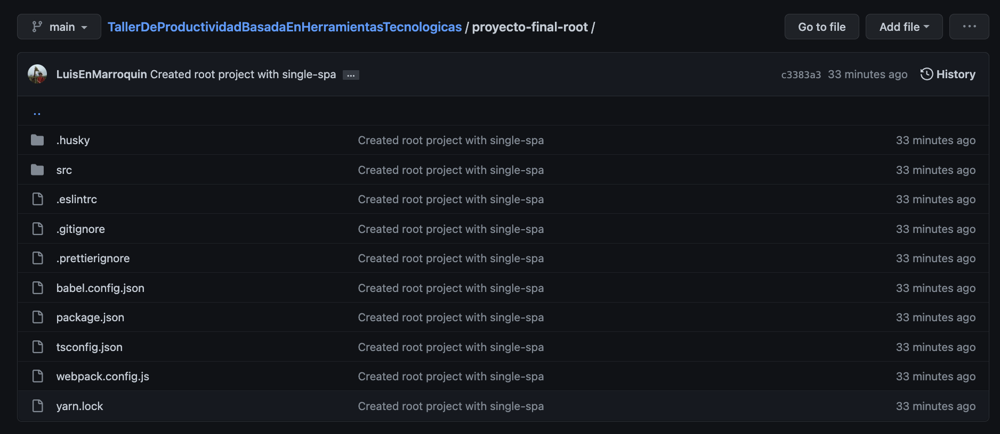 main TallerDeProductividadBasadaEnHerramientasTecnologicas / proyecto-final-root / Go to file Add file ...
LuisEnMarroquin Created root project with single-spa ... c3383a3 33 minutes ago History
..
.husky Created root project with single-spa 33 minutes ago
src Created root project with single-spa 33 minutes ago
.eslintrc Created root project with single-spa 33 minutes ago
.gitignore Created root project with single-spa 33 minutes ago
.prettierignore Created root project with single-spa 33 minutes ago
babel.config.json Created root project with single-spa 33 minutes ago
package.json Created root project with single-spa 33 minutes ago
tsconfig.json Created root project with single-spa 33 minutes ago
webpack.config.js Created root project with single-spa 33 minutes ago
yarn.lock Created root project with single-spa 33 minutes ago